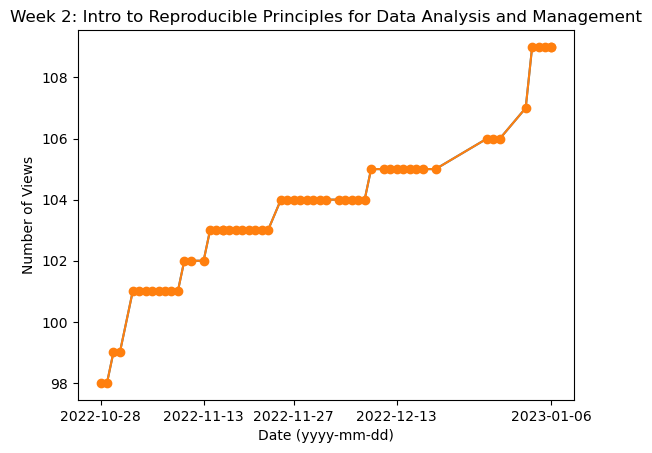 Week 2: Intro to Reproducible Principles for Data Analysis and Management
108
106
104
102
100
98
Number of Views
2022-10-28 2022-11-13 2022-11-27 2022-12-13 2023-01-06
Date (yyyy-mm-dd)